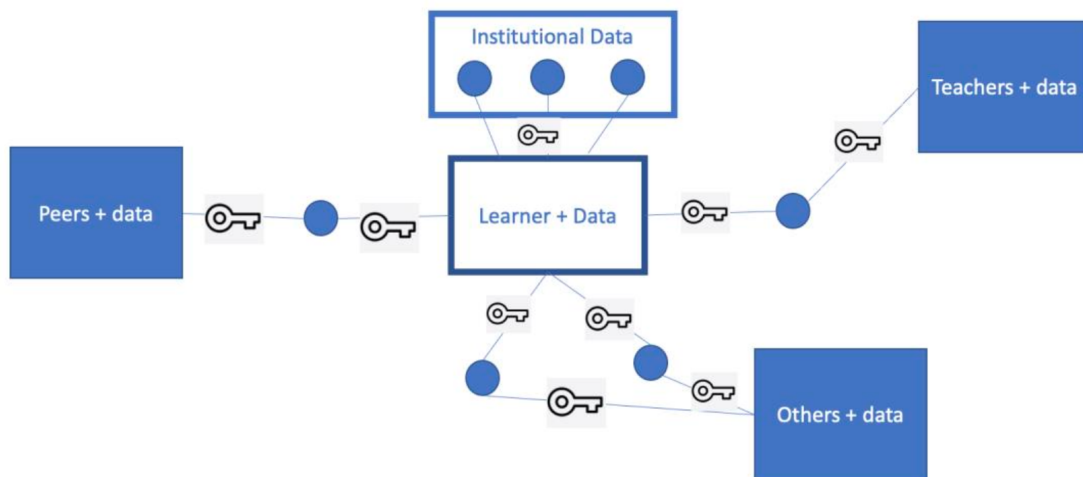 Institutional Data
Teachers + data
Peers + data
Learner + Data
Others + data